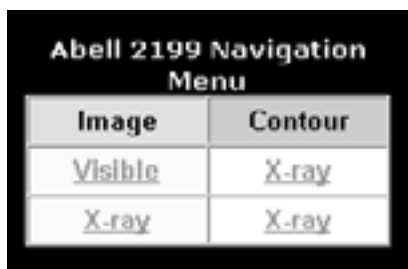 Abell 2199 Navigation
Menu
Image Contour
Visible X-ray
X-ray X-ray